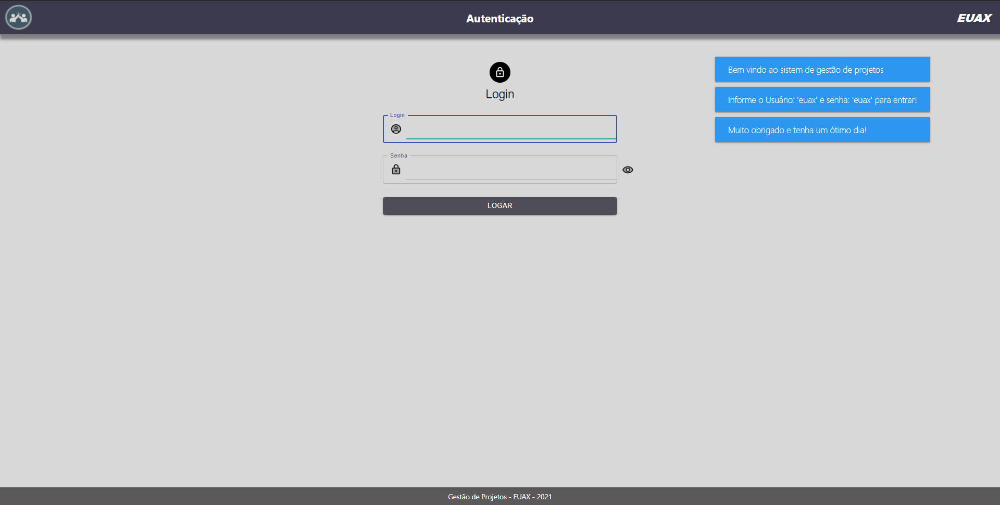 Autenticação
EUAX
Login
Login
Senha
LOGAR
Bem vindo ao sistem de gestão de projetos
Informe o Usuário: 'euax' e senha: 'euax' para entrar!
Muito obrigado e tenha um ótimo dia!
Gestão de Projetos - EUAX - 2021